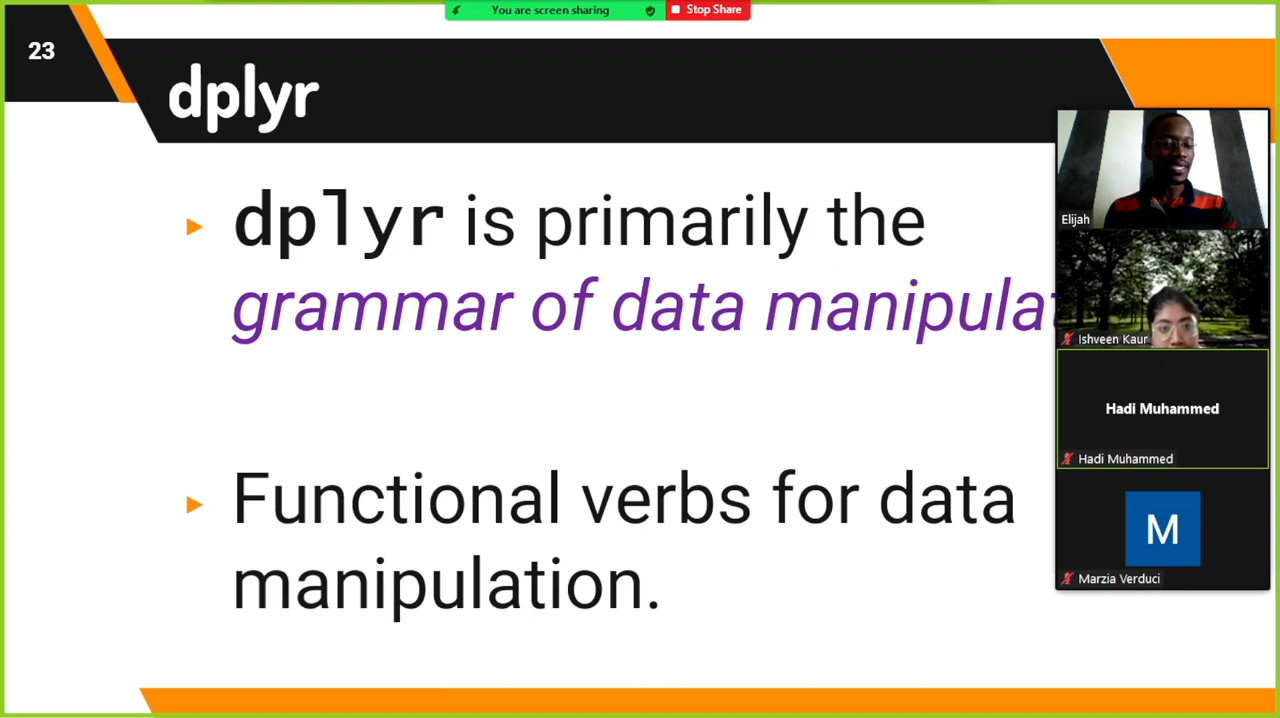 You are screen sharing
Stop Share
23
dplyr
dplyr is primarily the
grammar of data manipulat
Functional verbs for data
manipulation.
Elijah
Ishveen Kaur
Hadi Muhammed
Hadi Muhammed
M
Marzia Verduci